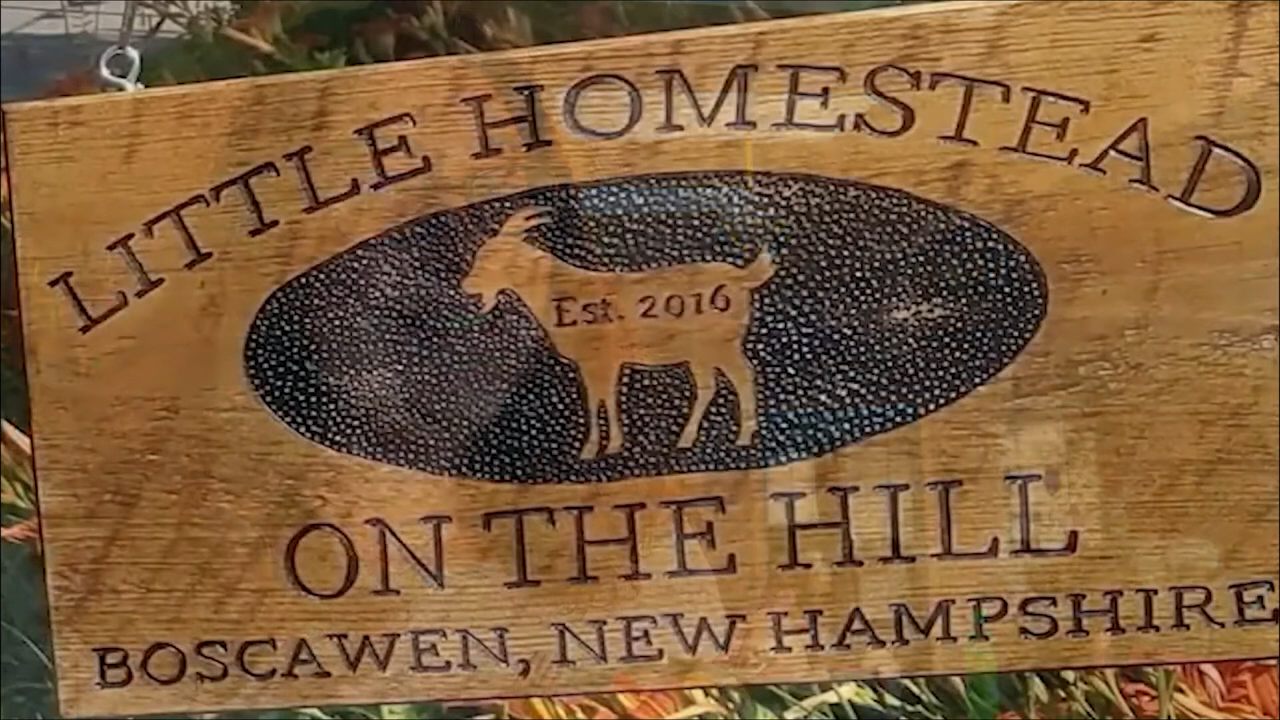 LITTLE HOMESTEAD
Est. 2016
ON THE HILL
BOSCAWEN, NEW HAMPSHIRE